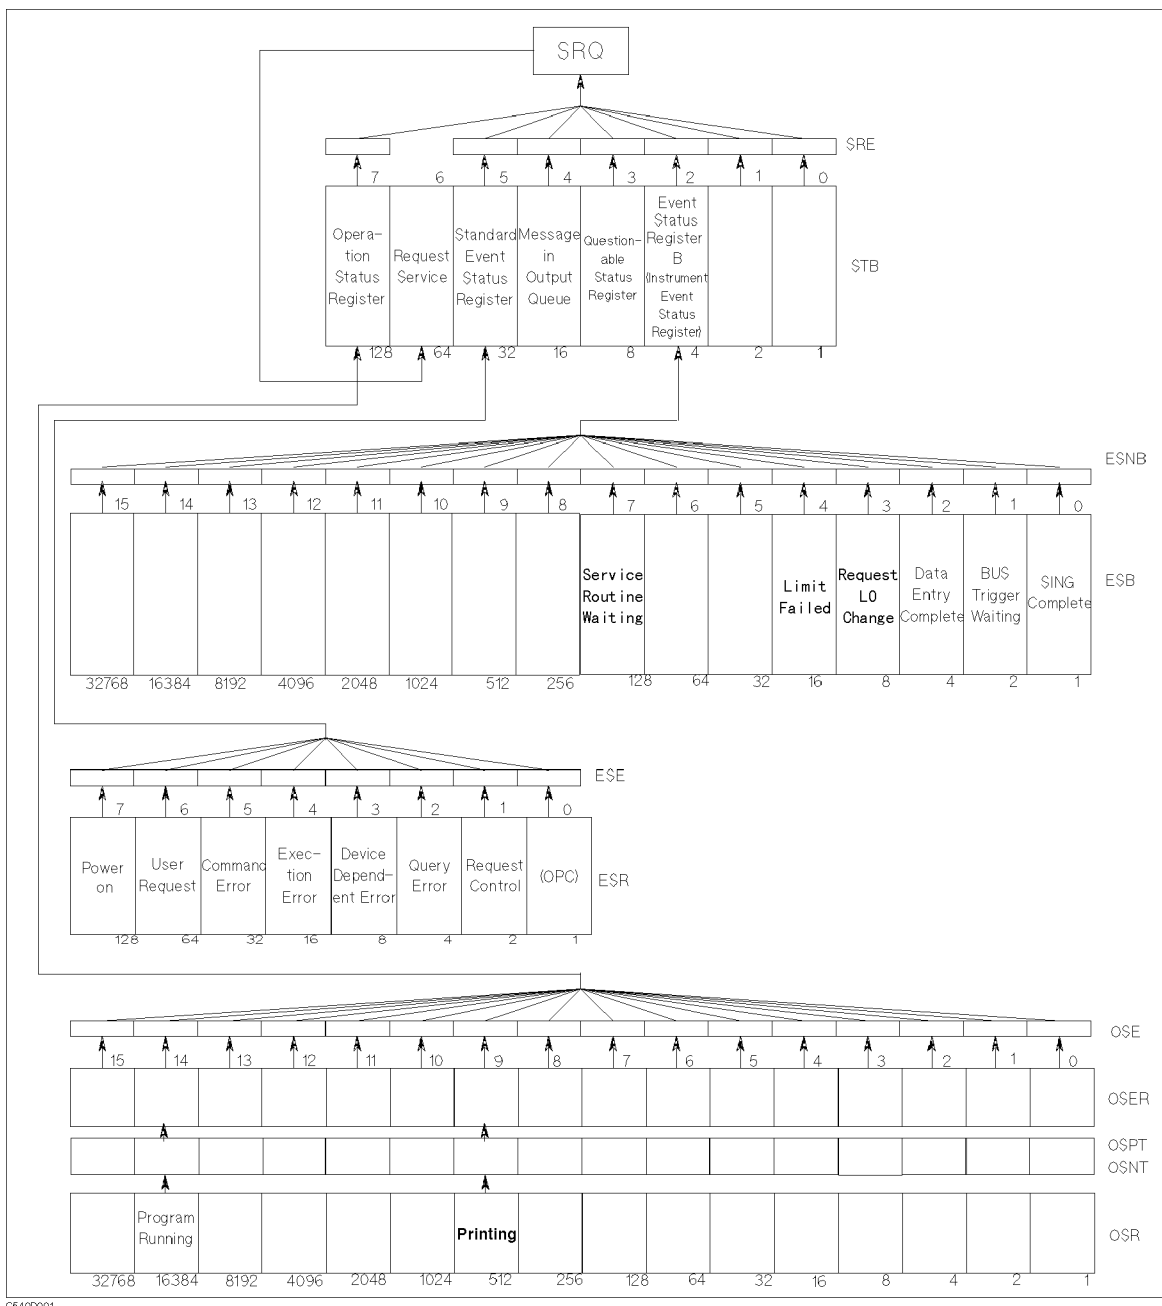 SRQ
SRE
7 6 5 4 3 2 1 0
Opera-
tion
Status
Register
Request
Service
Standard
Event
Status
Register
Message
in
Output
Queue
Question-
able
Status
Register
Event
Status
Register
B
(Instrument
Event
Status
Register)
STB
128 64 32 16 8 4 2 1
ESNB
15 14 13 12 11 10 9 8 7 6 5 4 3 2 1 0
Service
Routine
Waiting
Limit
Failed
Request
LO
Change
Data
Entry
Complete
BUS
Trigger
Waiting
SING
Complete
ESB
32768 16384 8192 4096 2048 1024 512 256 128 64 32 16 8 4 2 1
ESE
7 6 5 4 3 2 1 0
Power
on
User
Request
Command
Error
Exec-
tion
Error
Device
Depend-
ent Error
Query
Error
Request
Control
(OPC)
ESR
128 64 32 16 8 4 2 1
OSE
15 14 13 12 11 10 9 8 7 6 5 4 3 2 1 0
OSER
OSPT
OSNT
Program
Running
Printing
OSR
32768 16384 8192 4096 2048 1024 512 256 128 64 32 16 8 4 2 1